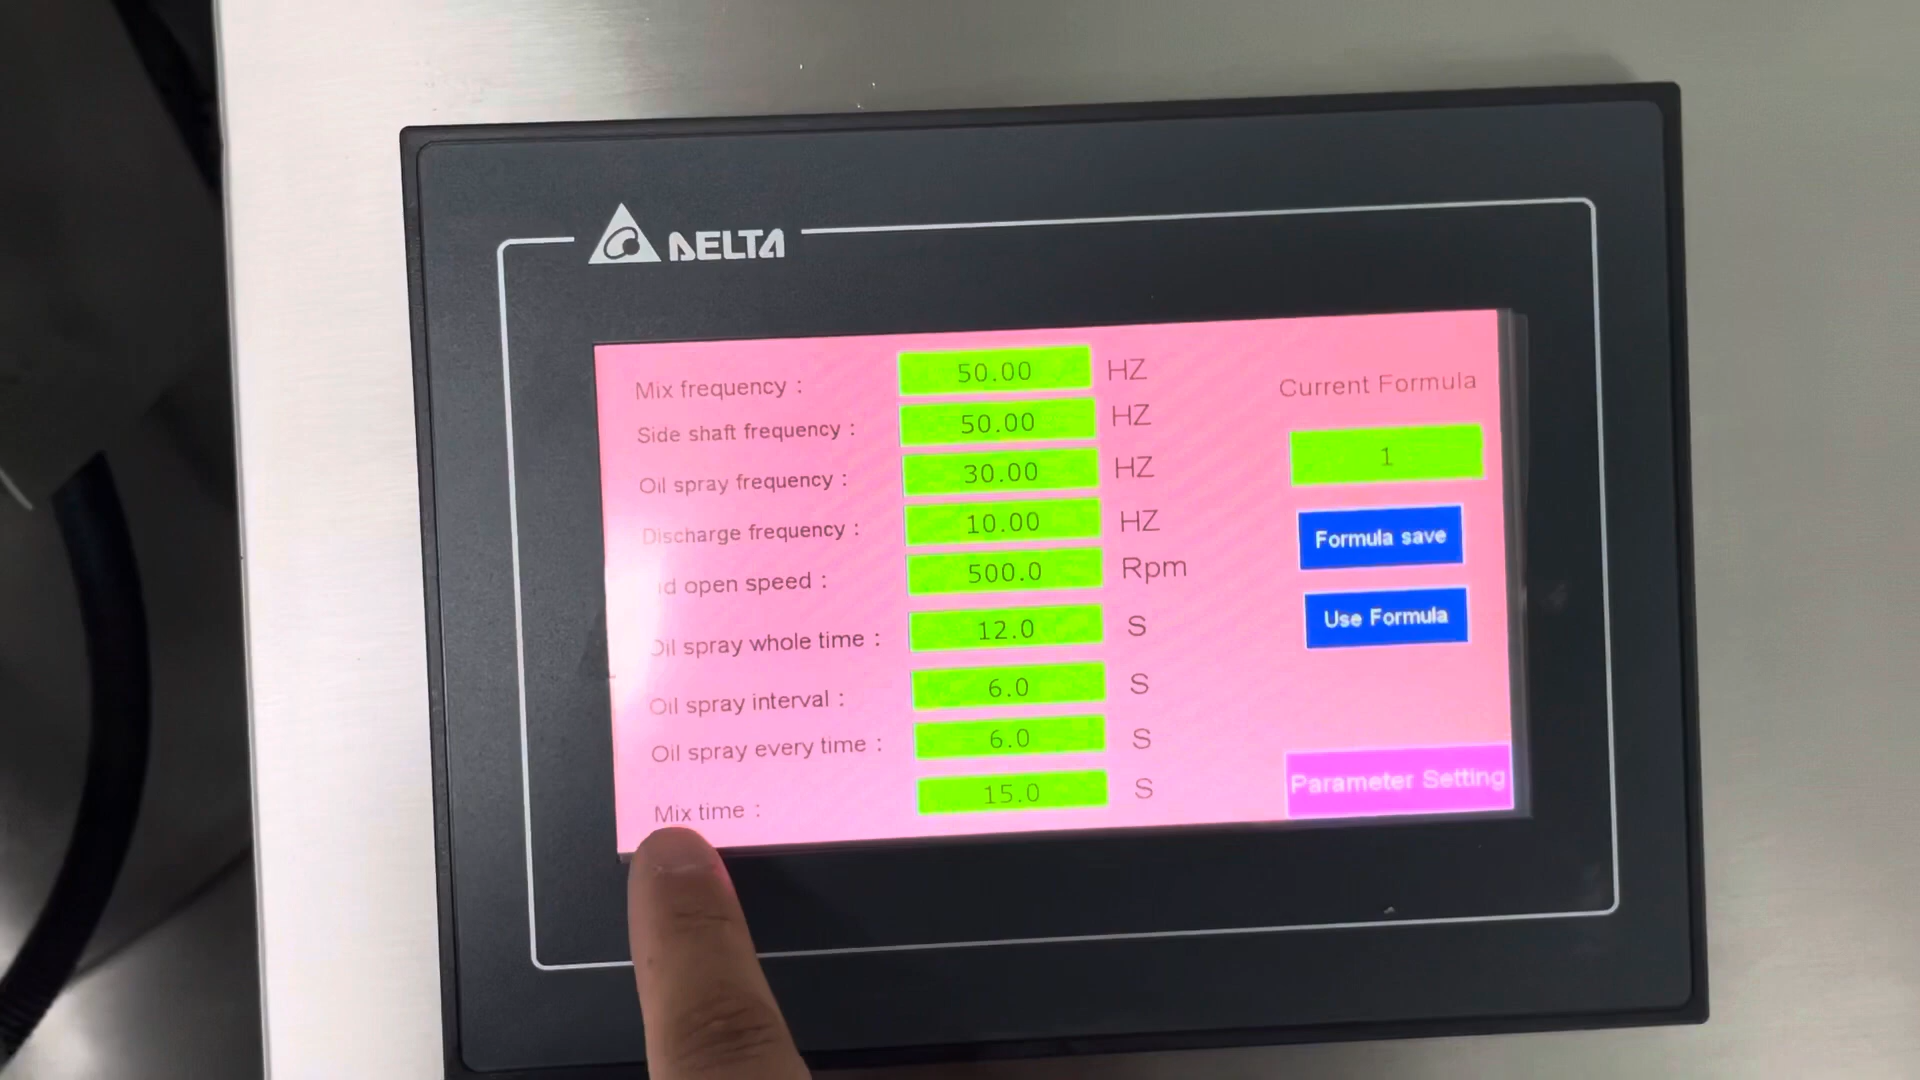 DELTA
Mix frequency : 50.00 HZ
Side shaft frequency : 50.00 HZ
Oil spray frequency : 30.00 HZ
Discharge frequency : 10.00 HZ
open speed : 500.0 Rpm
Oil spray whole time : 12.0 S
Oil spray interval : 6.0 S
Oil spray every time : 6.0 S
Mix time : 15.0 S
Current Formula
1
Formula save
Use Formula
Parameter Setting